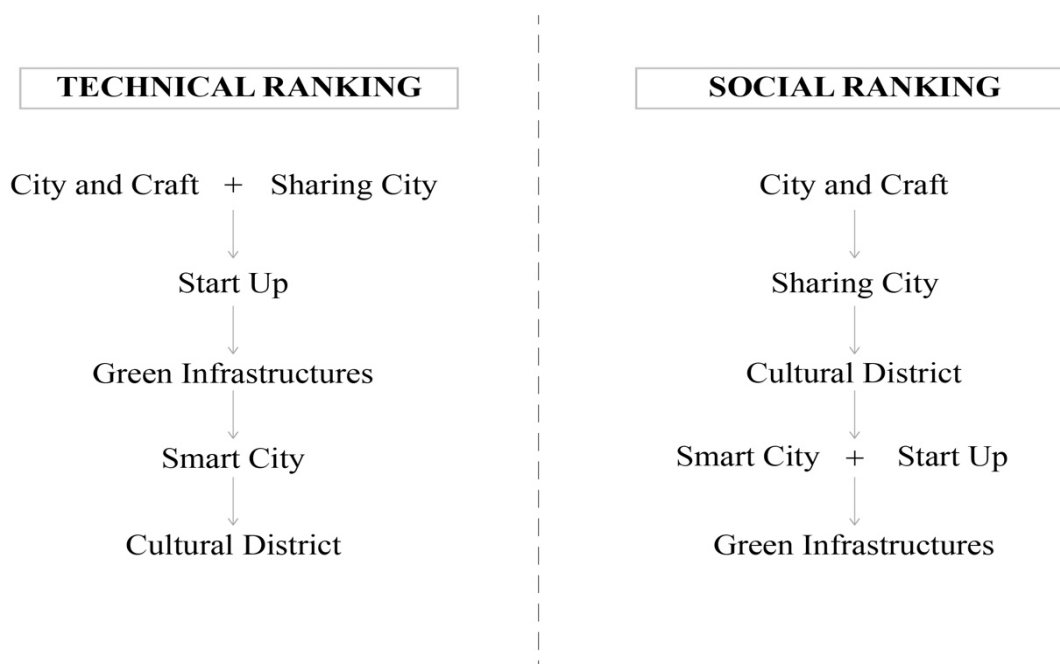 TECHNICAL RANKING
City and Craft + Sharing City
Start Up
Green Infrastructures
Smart City
Cultural District
SOCIAL RANKING
City and Craft
Sharing City
Cultural District
Smart City + Start Up
Green Infrastructures